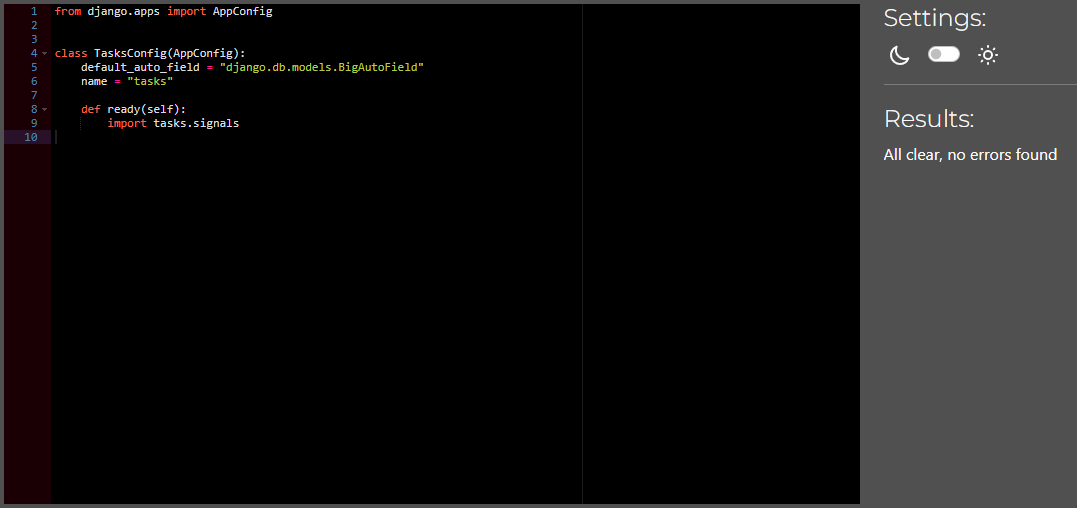 1 from django.apps import AppConfig
2
3
4 class TasksConfig(AppConfig):
5     default_auto_field = "django.db.models.BigAutoField"
6     name = "tasks"
7
8     def ready(self):
9         import tasks.signals
10
Settings:
Results:
All clear, no errors found